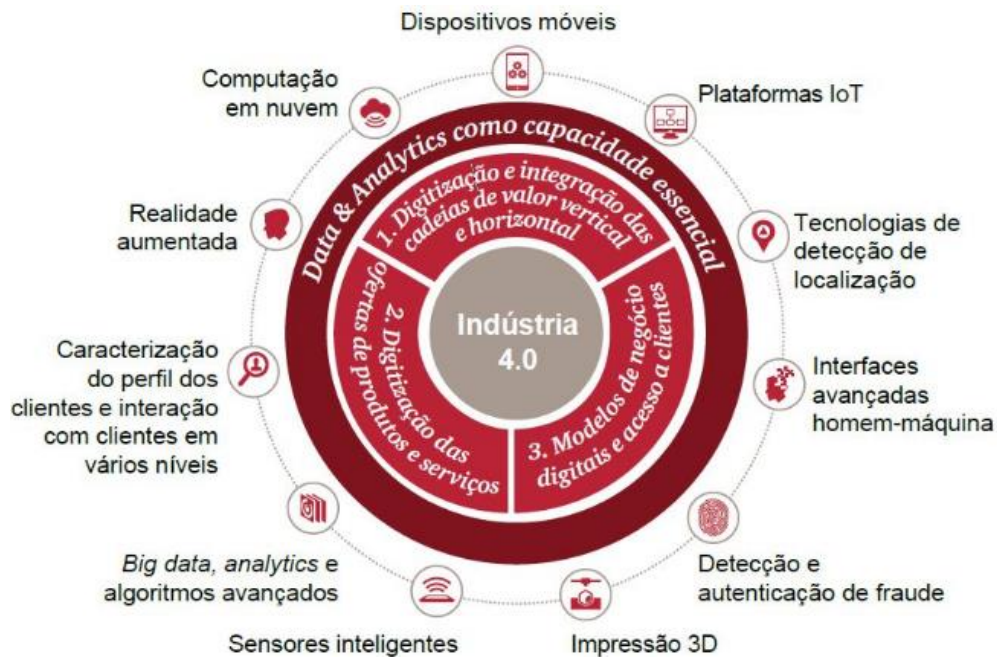 Dispositivos móveis
Computação
em nuvem
Plataformas IoT
Data & Analytics como capacidade essencial
1. Digitização e integração das
cadeias de valor vertical
e horizontal
Realidade
aumentada
Tecnologias de
detecção de
localização
Indústria
4.0
2. Digitização das
ofertas de produtos e serviços
3. Modelos de negócio
digitais e acesso a clientes
Caracterização
do perfil dos
clientes e interação
com clientes em
vários níveis
Interfaces
avançadas
homem-máquina
Big data, analytics e
algoritmos avançados
Detecção e
autenticação de fraude
Sensores inteligentes
Impressão 3D